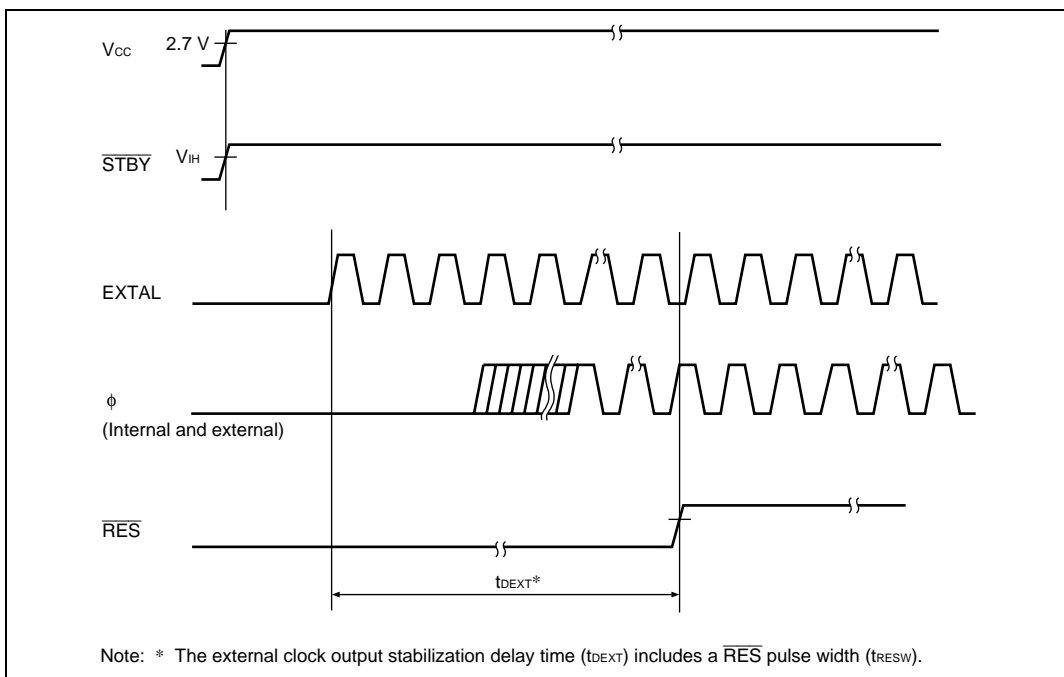 Vcc 2.7 V
STBY VIH
EXTAL
ϕ
(Internal and external)
RES
tDEXT*
Note: * The external clock output stabilization delay time (tDEXT) includes a RES pulse width (tRESW).